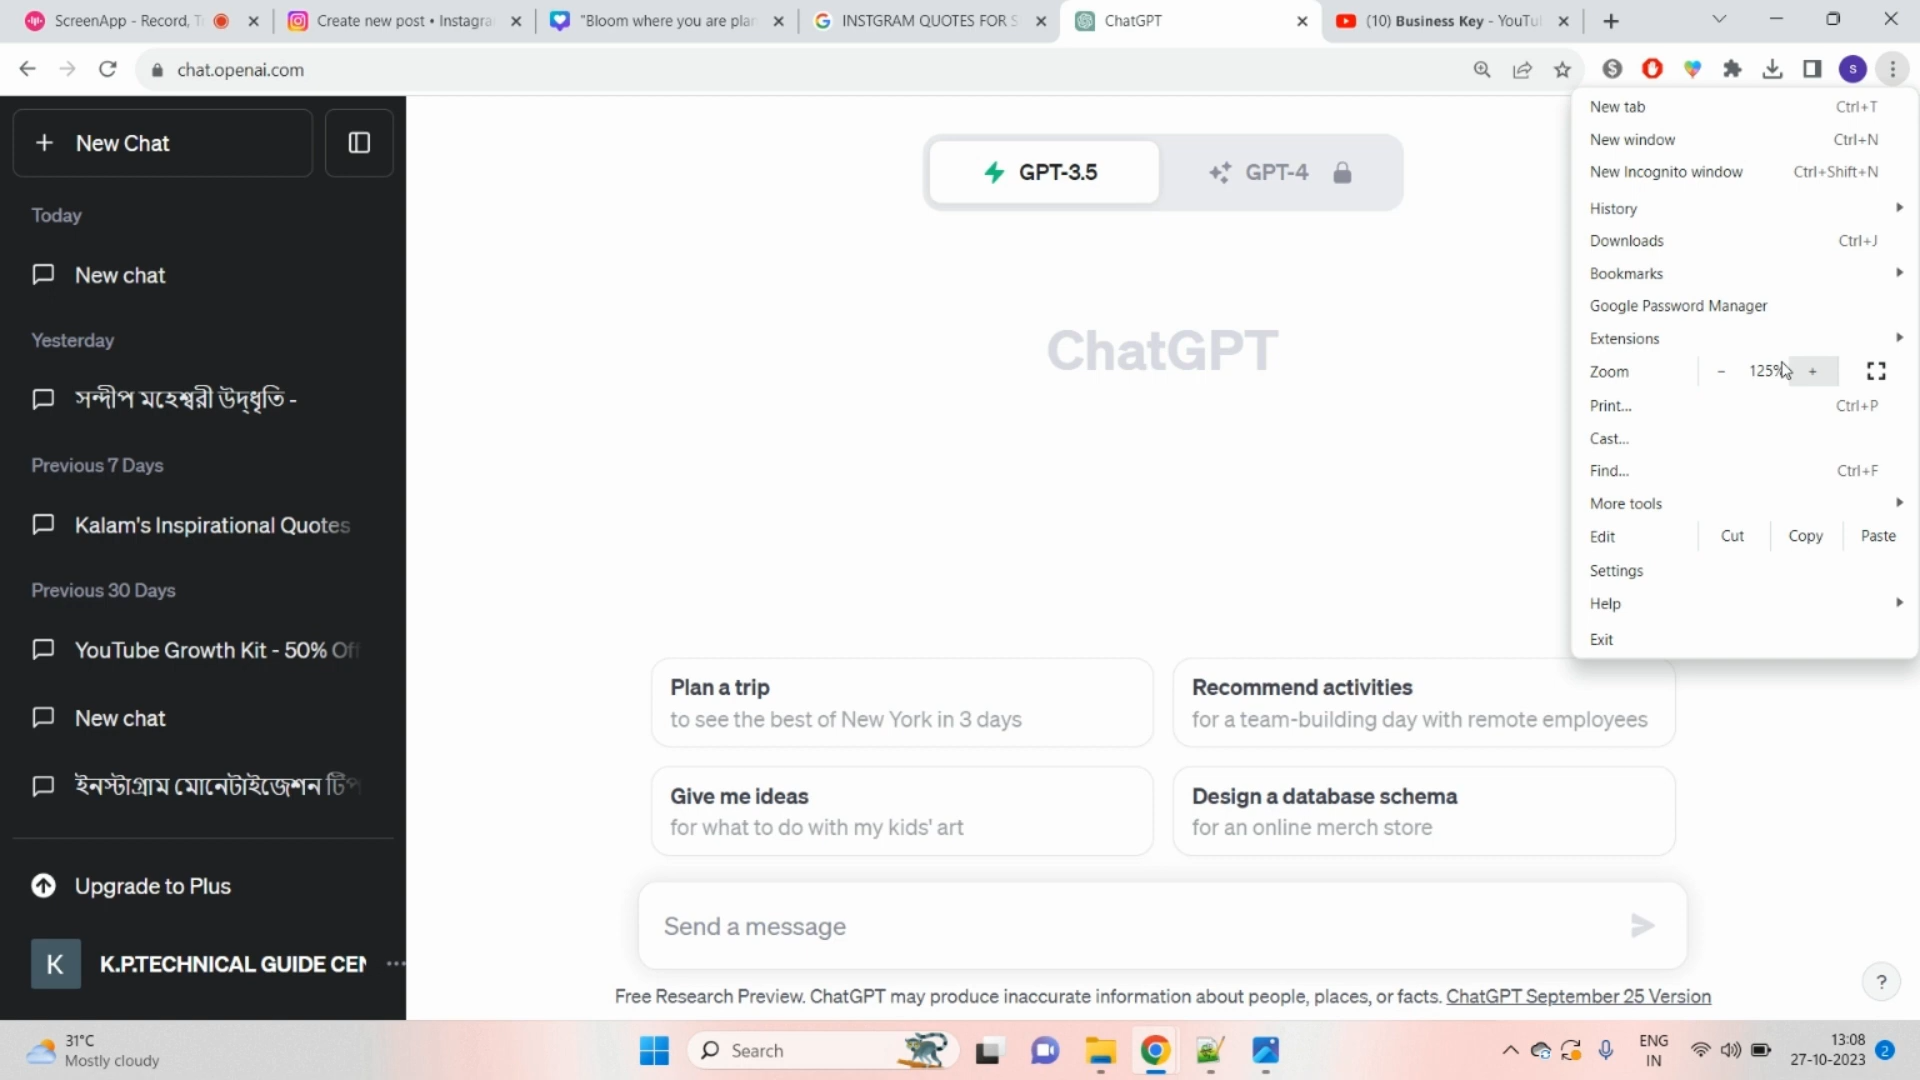 ScreenApp - Record, T
Create new post • Instagra
"Bloom where you are plan
INSTGRAM QUOTES FOR S
ChatGPT
(10) Business Key - YouTu
chat.openai.com
S
New Chat
Today
New chat
Yesterday
সন্দীপ মহেশ্বরী উদ্ধৃতি -
Previous 7 Days
Kalam's Inspirational Quotes
Previous 30 Days
YouTube Growth Kit - 50% Off
New chat
ইনস্টাগ্রাম মোনেটাইজেশন টিপ
Upgrade to Plus
K
K.P.TECHNICAL GUIDE CEN
GPT-3.5
GPT-4
ChatGPT
Plan a trip
to see the best of New York in 3 days
Recommend activities
for a team-building day with remote employees
Give me ideas
for what to do with my kids' art
Design a database schema
for an online merch store
Send a message
Free Research Preview. ChatGPT may produce inaccurate information about people, places, or facts. ChatGPT September 25 Version
?
New tab Ctrl+T
New window Ctrl+N
New Incognito window Ctrl+Shift+N
History
Downloads Ctrl+J
Bookmarks
Google Password Manager
Extensions
Zoom - 125% +
Print... Ctrl+P
Cast...
Find... Ctrl+F
More tools
Edit Cut Copy Paste
Settings
Help
Exit
31°C
Mostly cloudy
Search
ENG
IN
13:08
27-10-2023
2